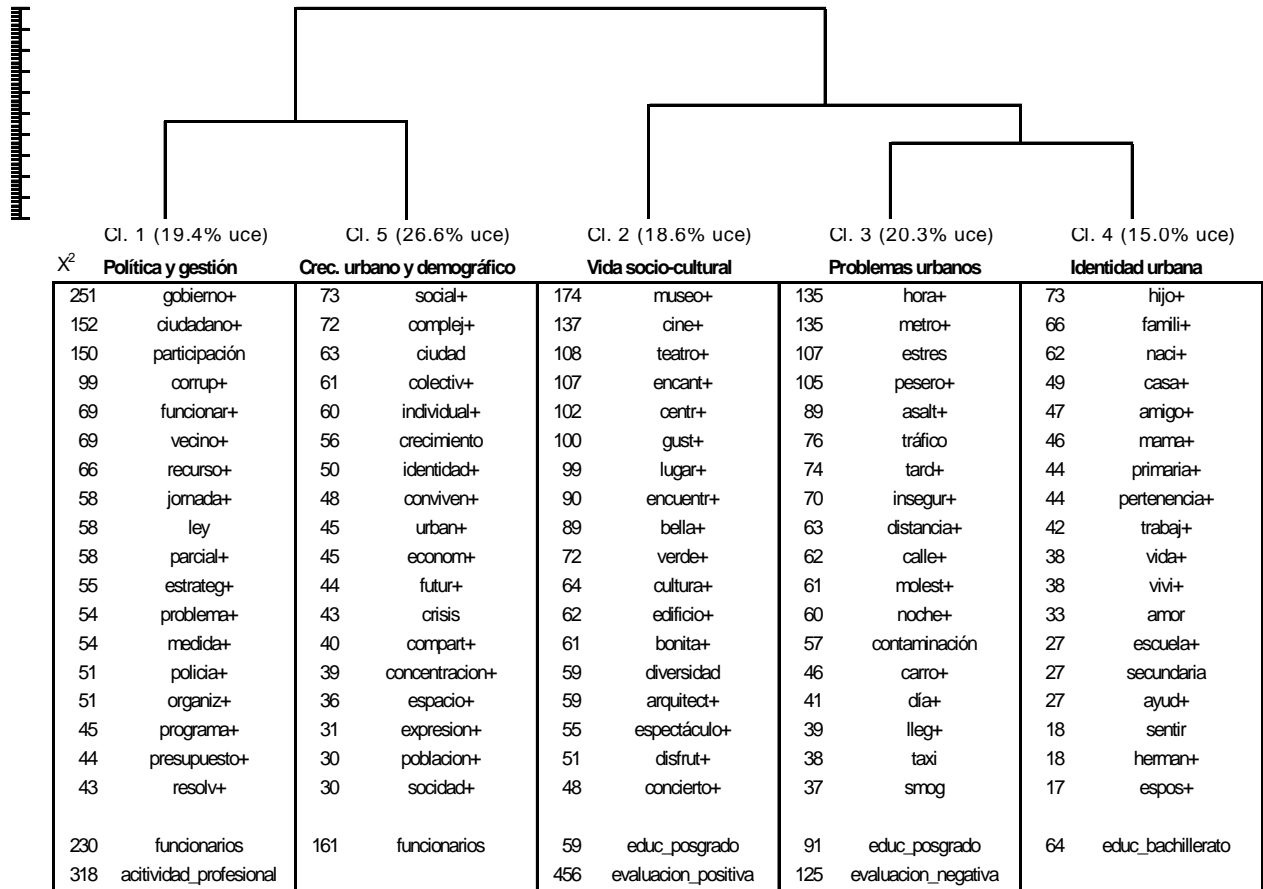 Cl. 1 (19.4% uce) Cl. 5 (26.6% uce) Cl. 2 (18.6% uce) Cl. 3 (20.3% uce) Cl. 4 (15.0% uce)
X² Política y gestión Crec. urbano y demográfico Vida socio-cultural Problemas urbanos Identidad urbana
251 gobierno+ 73 social+ 174 museo+ 135 hora+ 73 hijo+
152 ciudadano+ 72 complej+ 137 cine+ 135 metro+ 66 famili+
150 participación 63 ciudad 108 teatro+ 107 estres 62 naci+
99 corrup+ 61 colectiv+ 107 encant+ 105 pesero+ 49 casa+
69 funcionar+ 60 individual+ 102 centr+ 89 asalt+ 47 amigo+
69 vecino+ 56 crecimiento 100 gust+ 76 tráfico 46 mama+
66 recurso+ 50 identidad+ 99 lugar+ 74 tard+ 44 primaria+
58 jornada+ 48 conviven+ 90 encuentr+ 70 insegur+ 44 pertenencia+
58 ley 45 urban+ 89 bella+ 63 distancia+ 42 trabaj+
58 parcial+ 45 econom+ 72 verde+ 62 calle+ 38 vida+
55 estrateg+ 44 futur+ 64 cultura+ 61 molest+ 38 vivi+
54 problema+ 43 crisis 62 edificio+ 60 noche+ 33 amor
54 medida+ 40 compart+ 61 bonita+ 57 contaminación 27 escuela+
51 policia+ 39 concentracion+ 59 diversidad 46 carro+ 27 secundaria
51 organiz+ 36 espacio+ 59 arquitect+ 41 día+ 27 ayud+
45 programa+ 31 expresion+ 55 espectáculo+ 39 lleg+ 18 sentir
44 presupuesto+ 30 poblacion+ 51 disfrut+ 38 taxi 18 herman+
43 resolv+ 30 socidad+ 48 concierto+ 37 smog 17 espos+
230 funcionarios 161 funcionarios 59 educ_posgrado 91 educ_posgrado 64 educ_bachillerato
318 acitividad_profesional 456 evaluacion_positiva 125 evaluacion_negativa